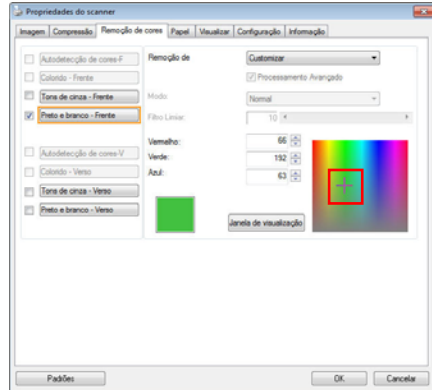 Propriedades do scanner
Imagem Compressão Remoção de cores Papel Visualizar Configuração Informação
Autodetecção de cores-F
Colorido - Frente
Tons de cinza - Frente
Preto e branco - Frente
Autodetecção de cores-V
Colorido - Verso
Tons de cinza - Verso
Preto e branco - Verso
Remoção de
Customizar
Processamento Avançado
Modo:
Normal
Filtro Limiar:
10
Vermelho:
66
Verde:
192
Azul:
63
Janela de visualização
Padrões
OK
Cancelar